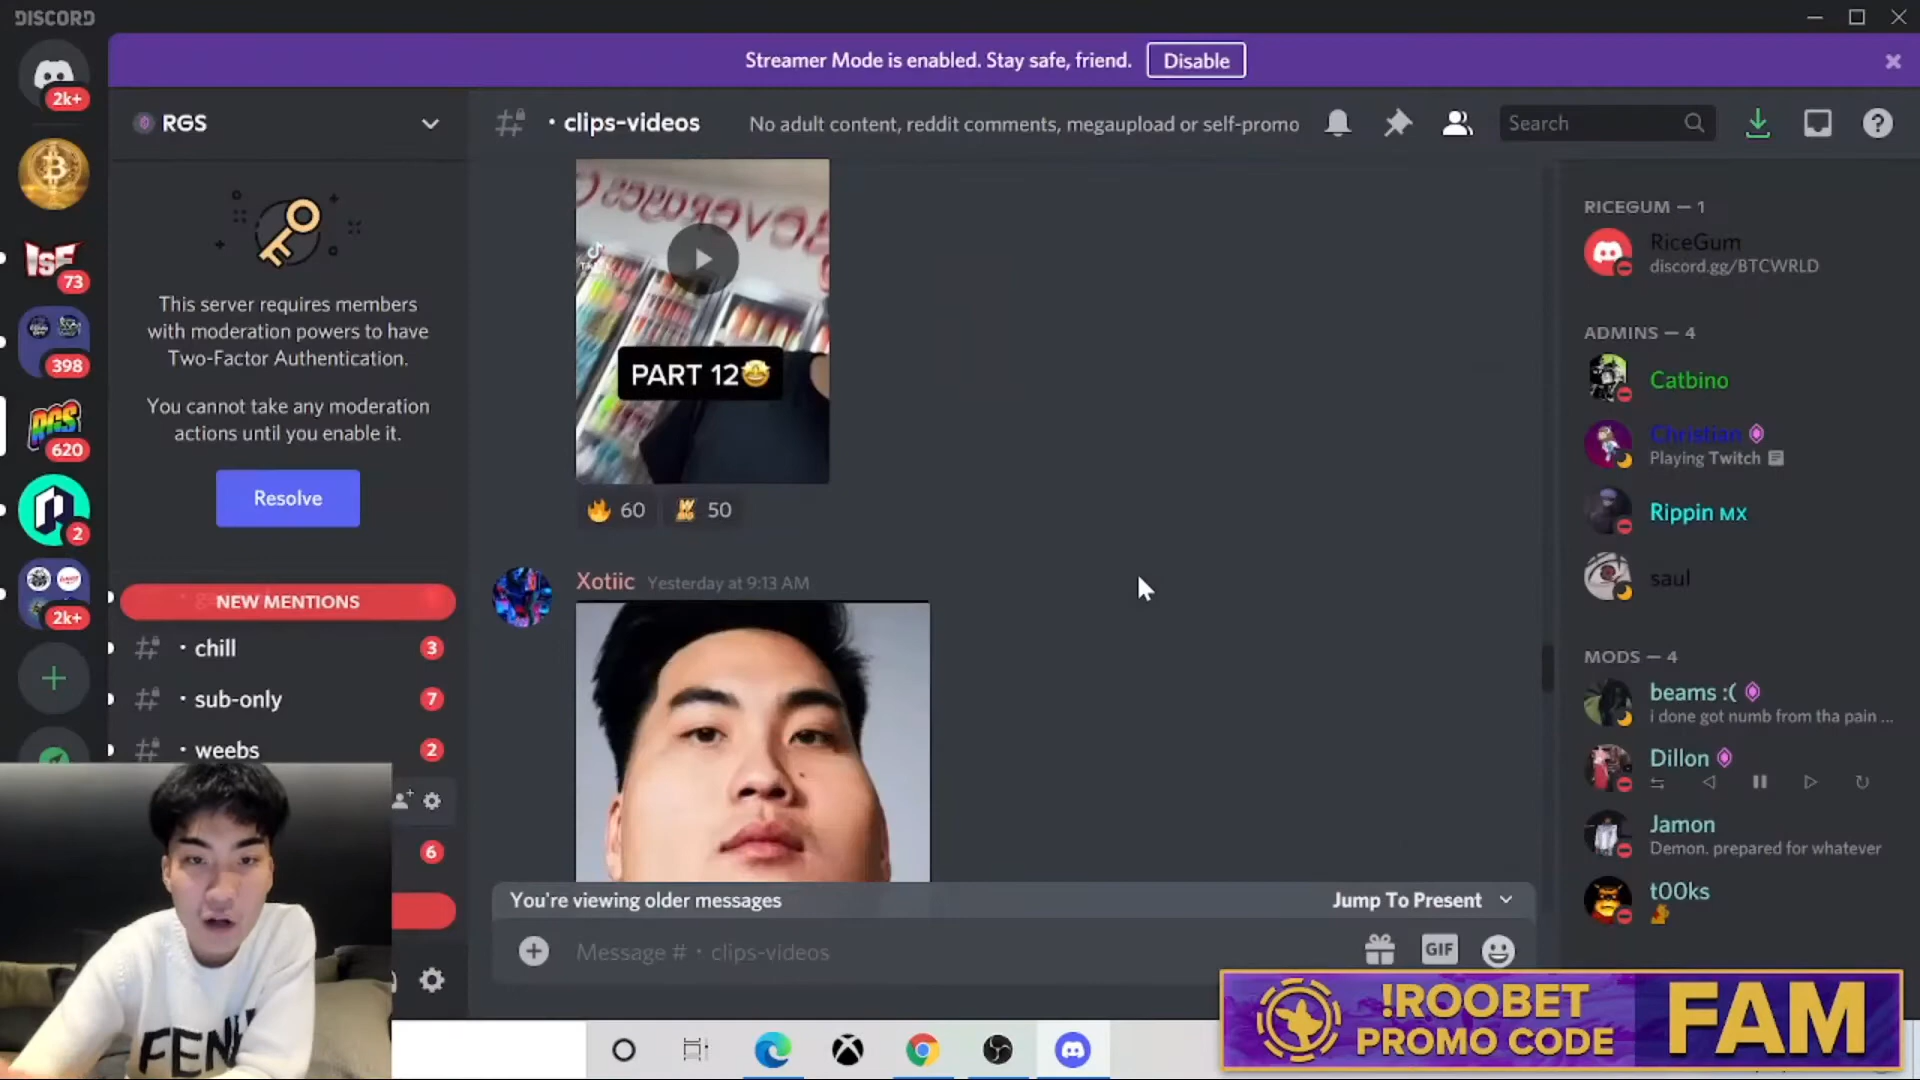 DISCORD
Streamer Mode is enabled. Stay safe, friend.
Disable
2k+
73
398
620
2
2k+
RGS
This server requires members
with moderation powers to have
Two-Factor Authentication.
You cannot take any moderation
actions until you enable it.
Resolve
NEW MENTIONS
# · chill
3
# · sub-only
7
# · weebs
2
6
# · clips-videos
No adult content, reddit comments, megaupload or self-promo
Search
Beverages
PART 12🤩
🔥 60
50
Xotiic Yesterday at 9:13 AM
You're viewing older messages
Jump To Present
Message # · clips-videos
GIF
RICEGUM — 1
RiceGum
discord.gg/BTCWRLD
ADMINS — 4
Catbino
Christian
Playing Twitch
Rippin MX
saul
MODS — 4
beams :(
i done got numb from tha pain ...
Dillon
Jamon
Demon. prepared for whatever
t00ks
FEN
!ROOBET
PROMO CODE
FAM